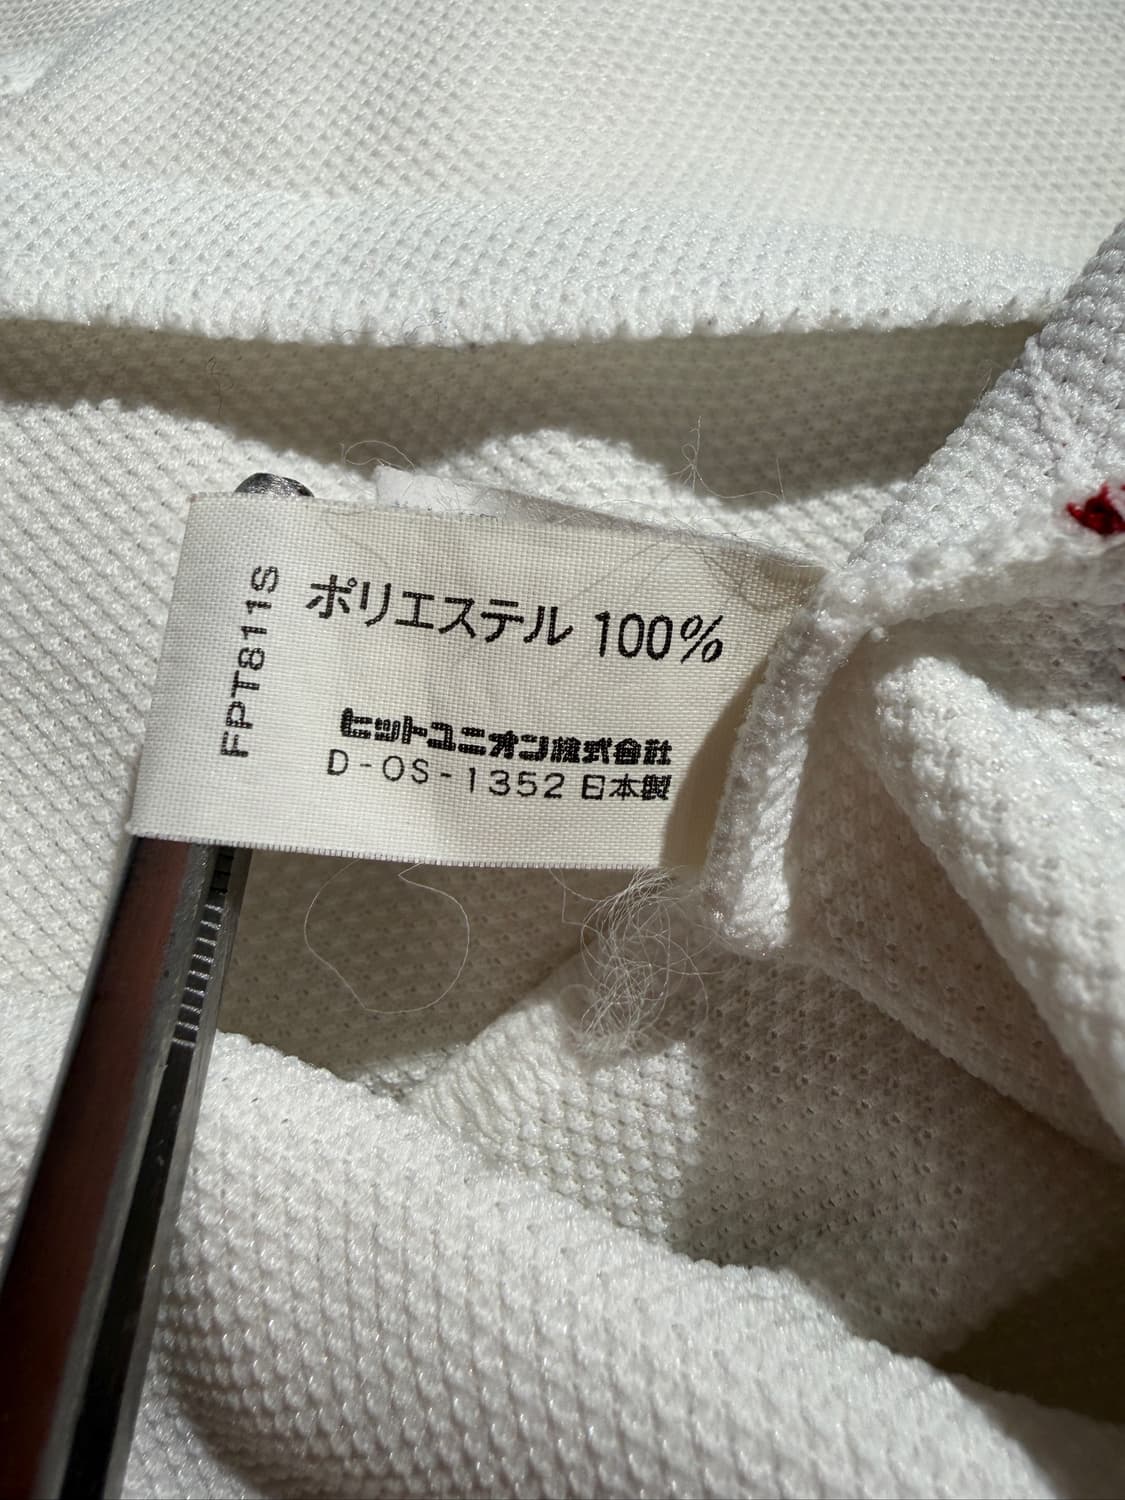 FPT811S
ポリエステル 100%
ヒットユニオン株式会社
D-OS-1352 日本製